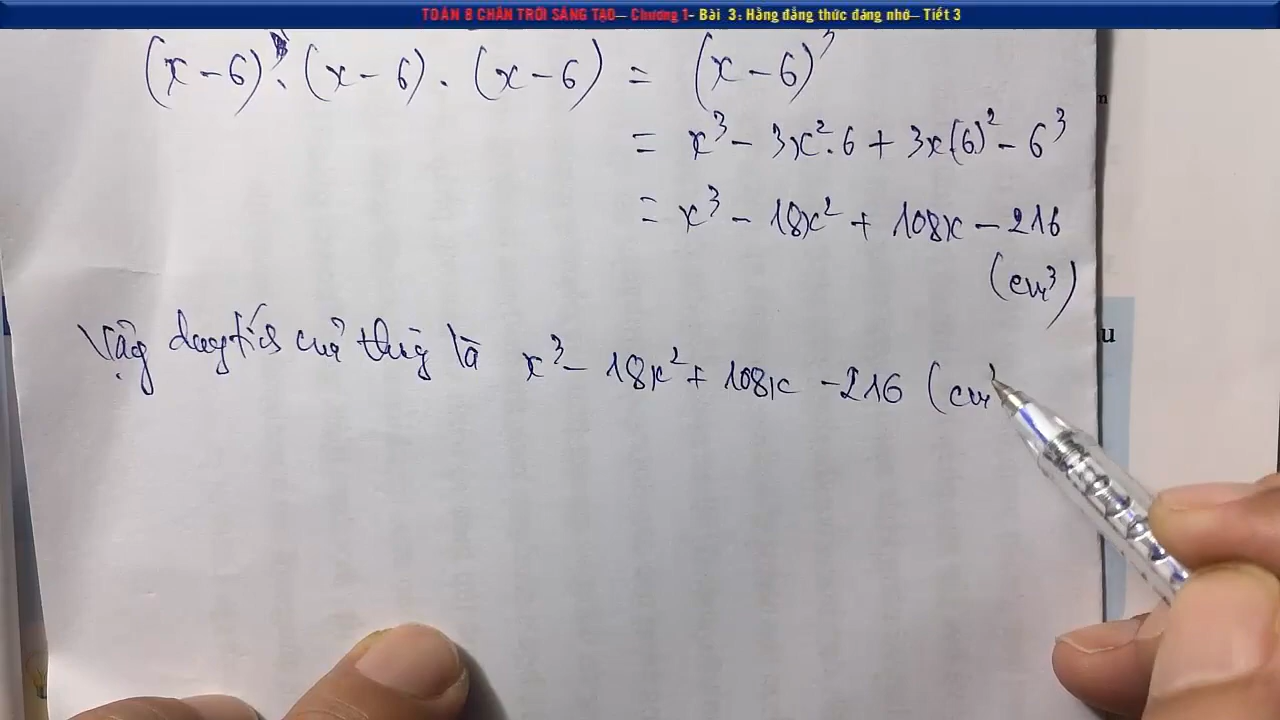 TOÁN 8 CHÂN TRỜI SÁNG TẠO– Chương 1- Bài 3: Hằng đẳng thức đáng nhớ– Tiết 3
(x – 6) . (x – 6) . (x – 6) = (x – 6)³
= x³ – 3x².6 + 3x(6)² – 6³
= x³ – 18x² + 108x – 216
(cm³)
Vậy dung tích của thùng là x³ – 18x² + 108x – 216 (cm³
n
u